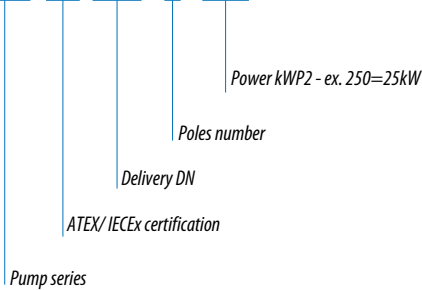 Power kWP2 - ex. 250=25kW
Poles number
Delivery DN
ATEX/ IECEx certification
Pump series